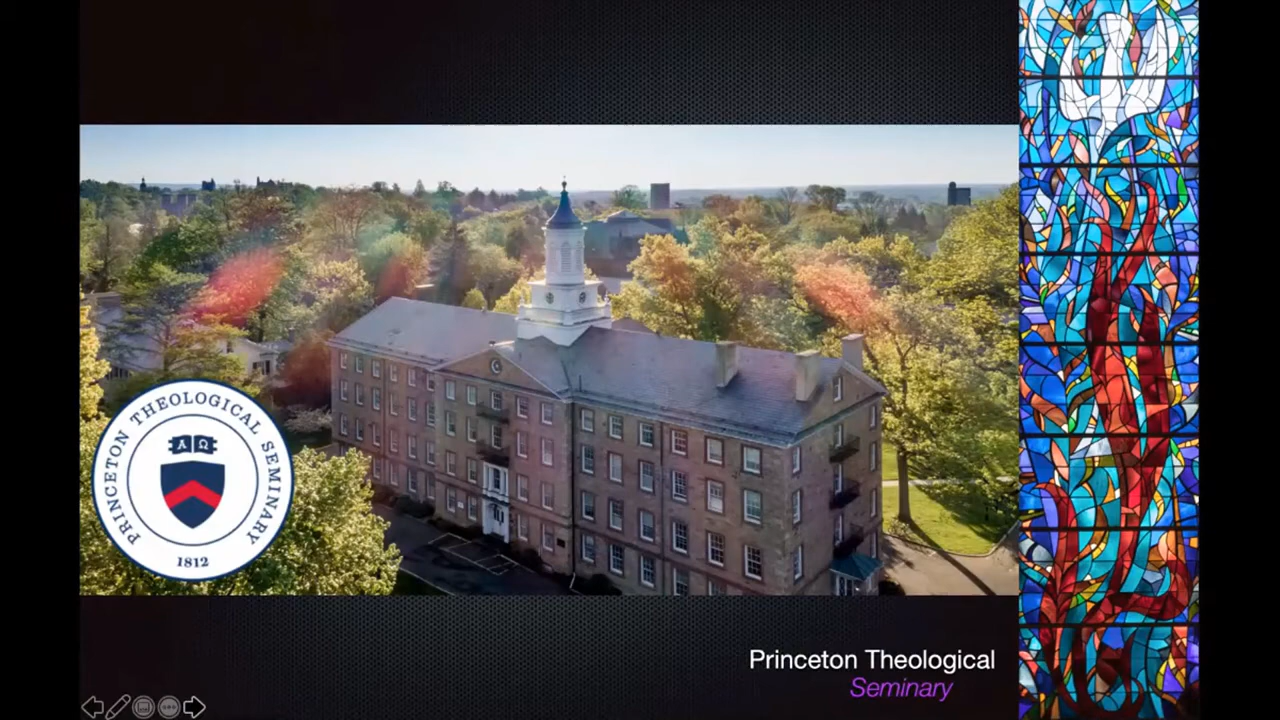 PRINCETON THEOLOGICAL SEMINARY
Α Ω
1812
Princeton Theological
Seminary